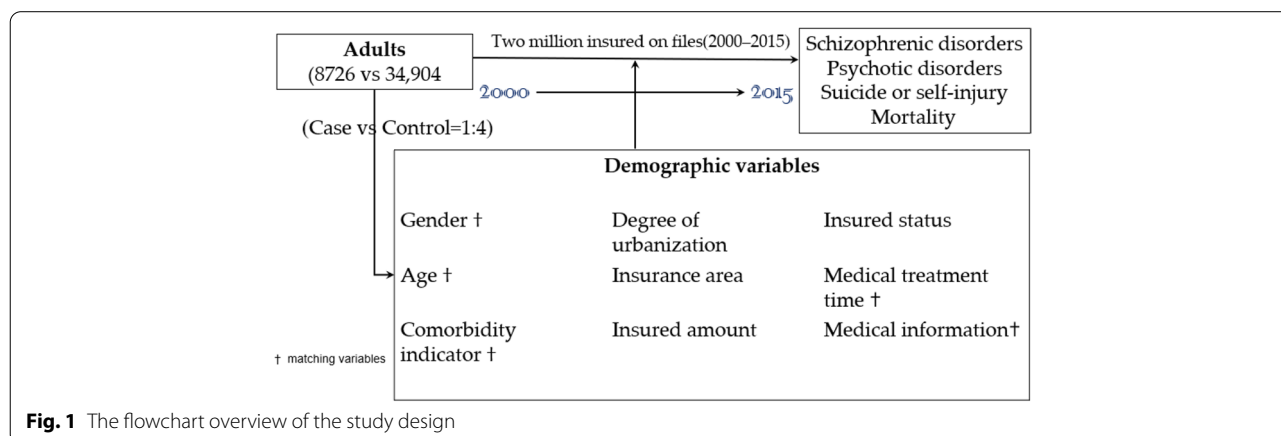 Adults
(8726 vs 34,904
Two million insured on files(2000–2015)
2000
2015
Schizophrenic disorders
Psychotic disorders
Suicide or self-injury
Mortality
(Case vs Control=1:4)
Demographic variables
Gender †
Degree of
urbanization
Insured status
Age †
Insurance area
Medical treatment
time †
Comorbidity
indicator †
Insured amount
Medical information†
† matching variables
Fig. 1 The flowchart overview of the study design